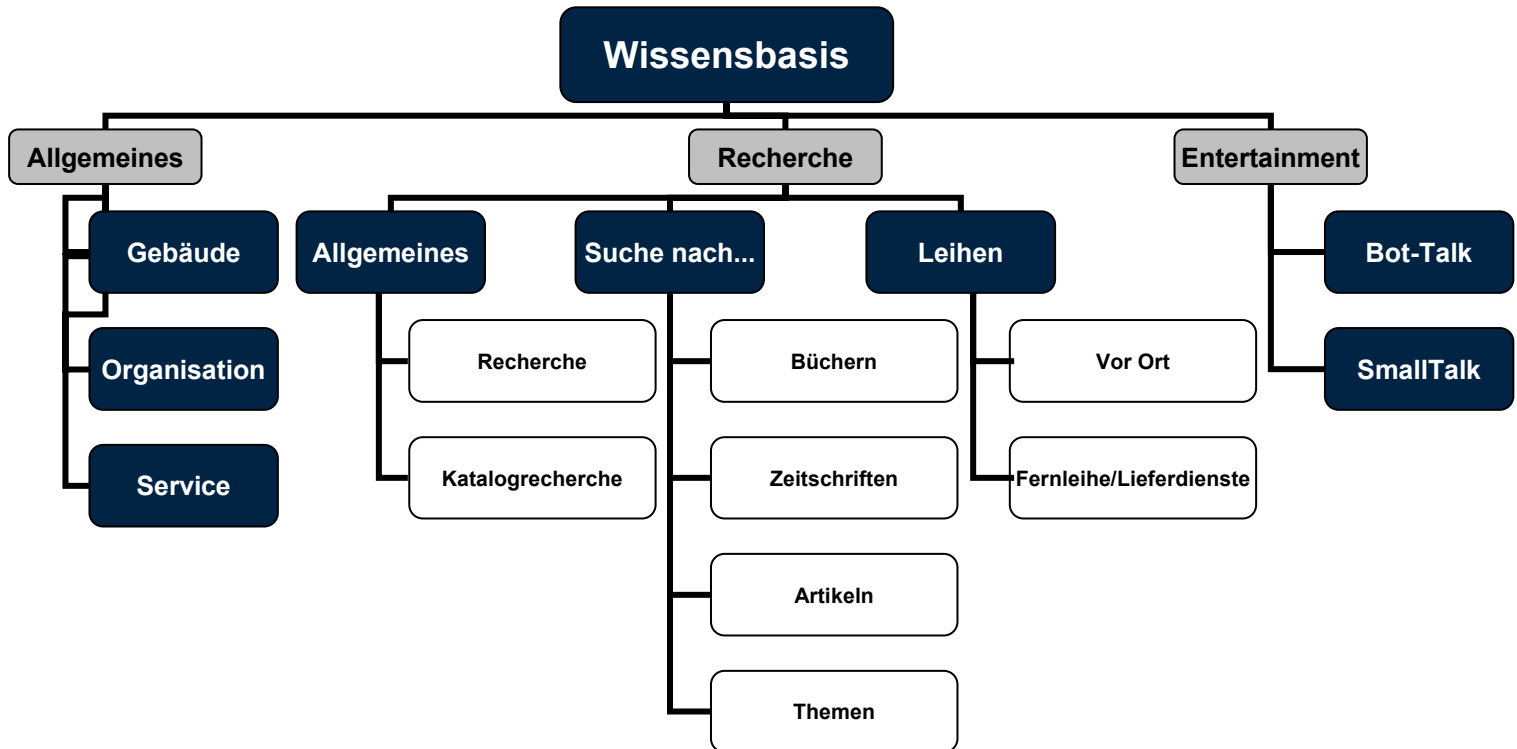 Wissensbasis
Allgemeines
Recherche
Entertainment
Gebäude
Allgemeines
Suche nach...
Leihen
Bot-Talk
Recherche
Büchern
Vor Ort
Organisation
SmallTalk
Service
Katalogrecherche
Zeitschriften
Fernleihe/Lieferdienste
Artikeln
Themen